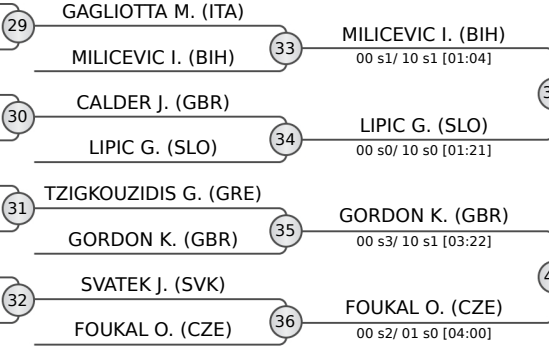 GAGLIOTTA M. (ITA)
29
MILICEVIC I. (BIH)
33
MILICEVIC I. (BIH)
00 s1/ 10 s1 [01:04]
CALDER J. (GBR)
30
LIPIC G. (SLO)
34
LIPIC G. (SLO)
00 s0/ 10 s0 [01:21]
TZIGKOUZIDIS G. (GRE)
31
GORDON K. (GBR)
35
GORDON K. (GBR)
00 s3/ 10 s1 [03:22]
SVATEK J. (SVK)
32
FOUKAL O. (CZE)
36
FOUKAL O. (CZE)
00 s2/ 01 s0 [04:00]